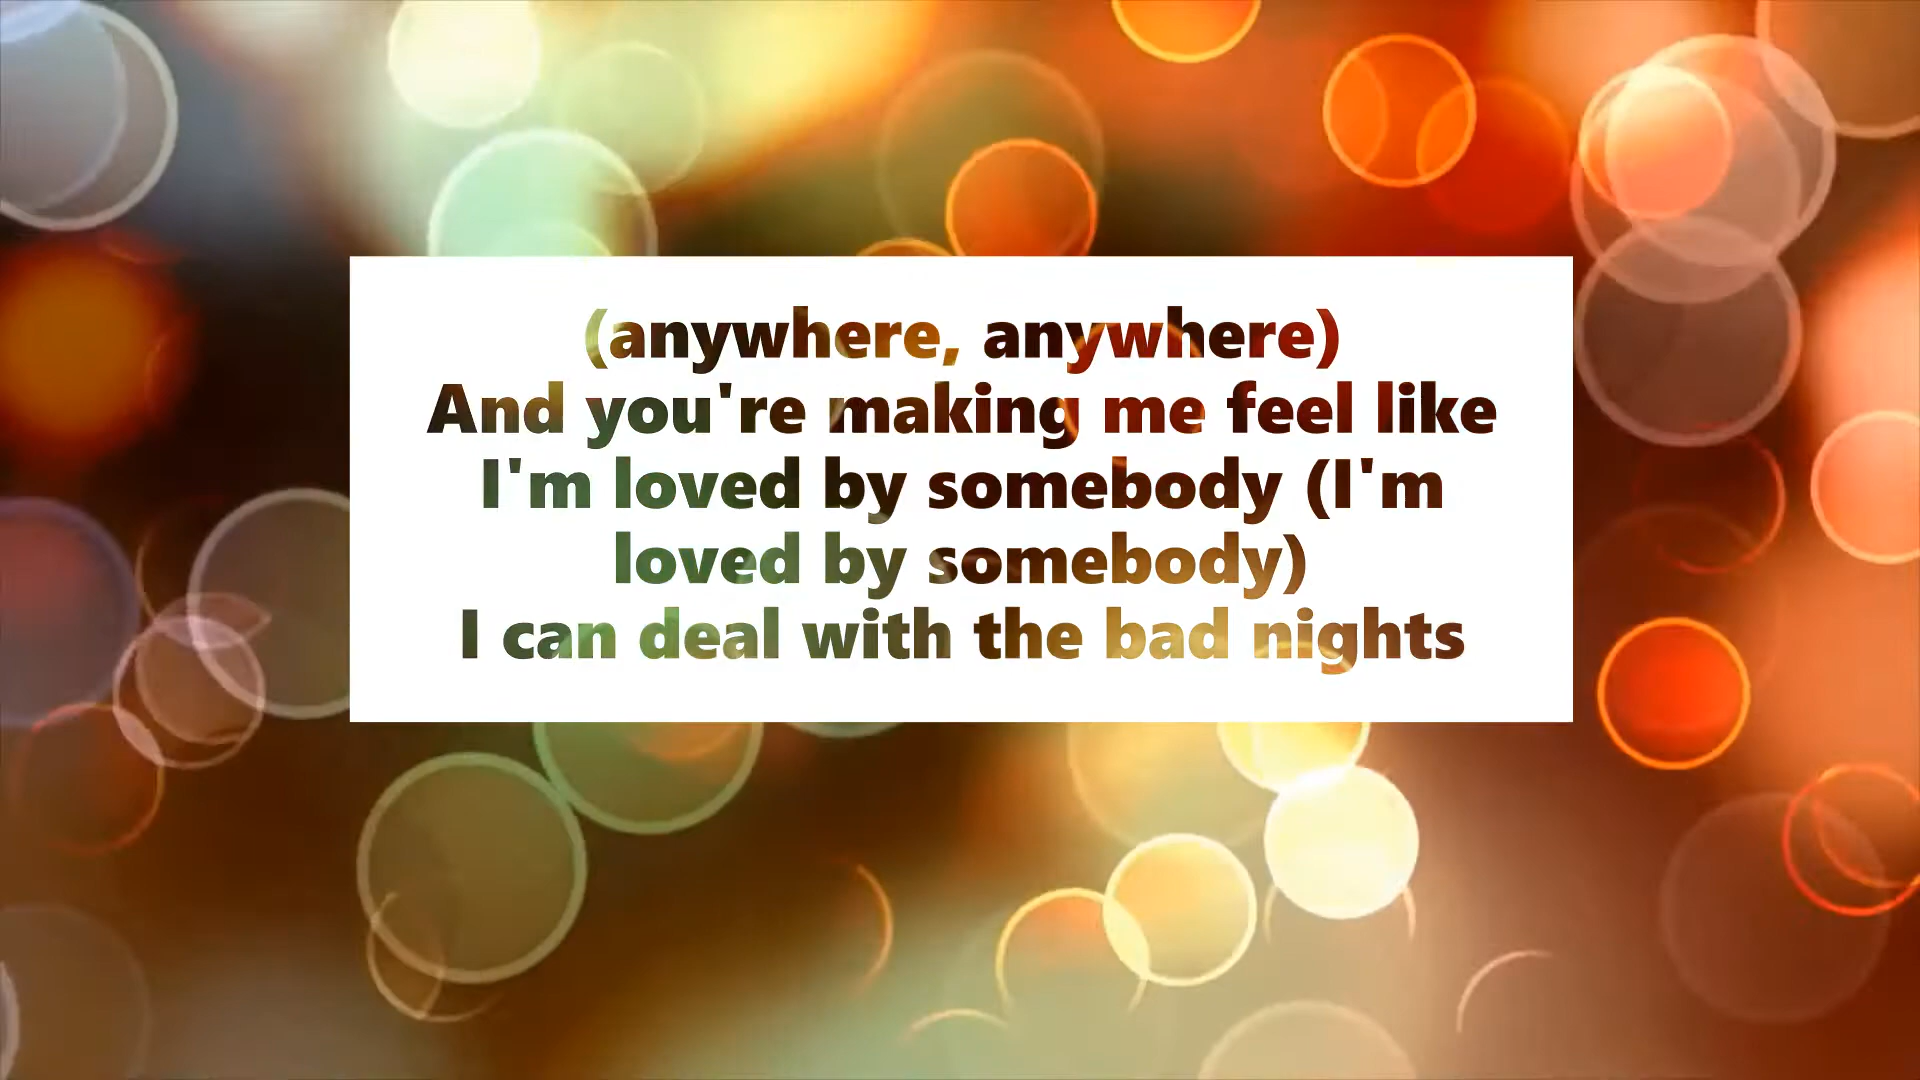 (anywhere, anywhere)
And you're making me feel like
I'm loved by somebody (I'm
loved by somebody)
I can deal with the bad nights